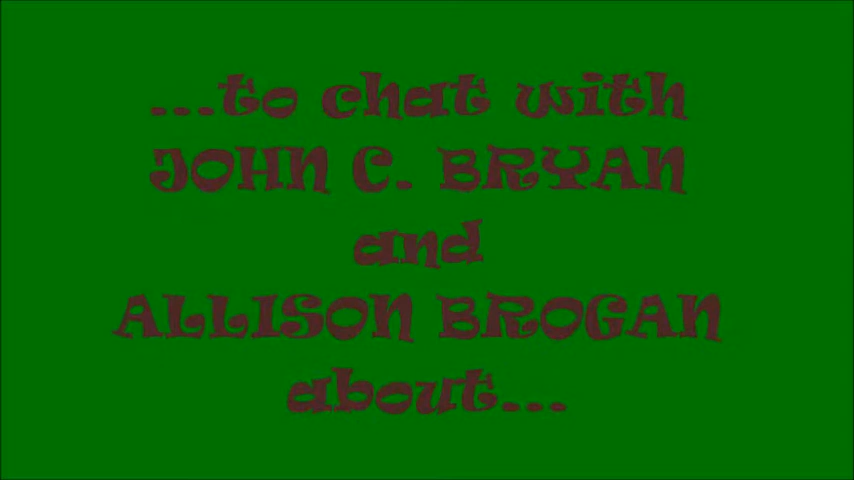 ...to chat with
JOHN C. BRYAN
and
ALLISON BROGAN
about...